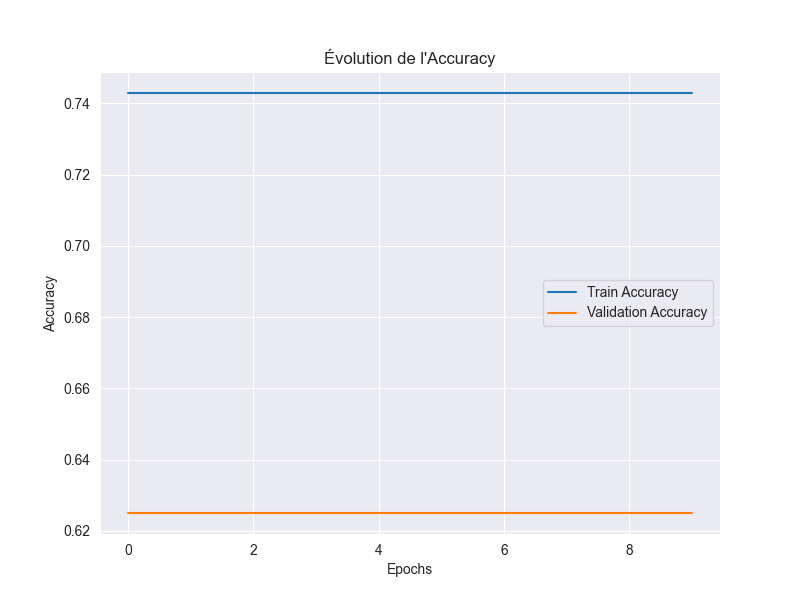 Évolution de l'Accuracy
0.74
0.72
0.70
0.68
0.66
0.64
0.62
Accuracy
Train Accuracy
Validation Accuracy
0 2 4 6 8
Epochs